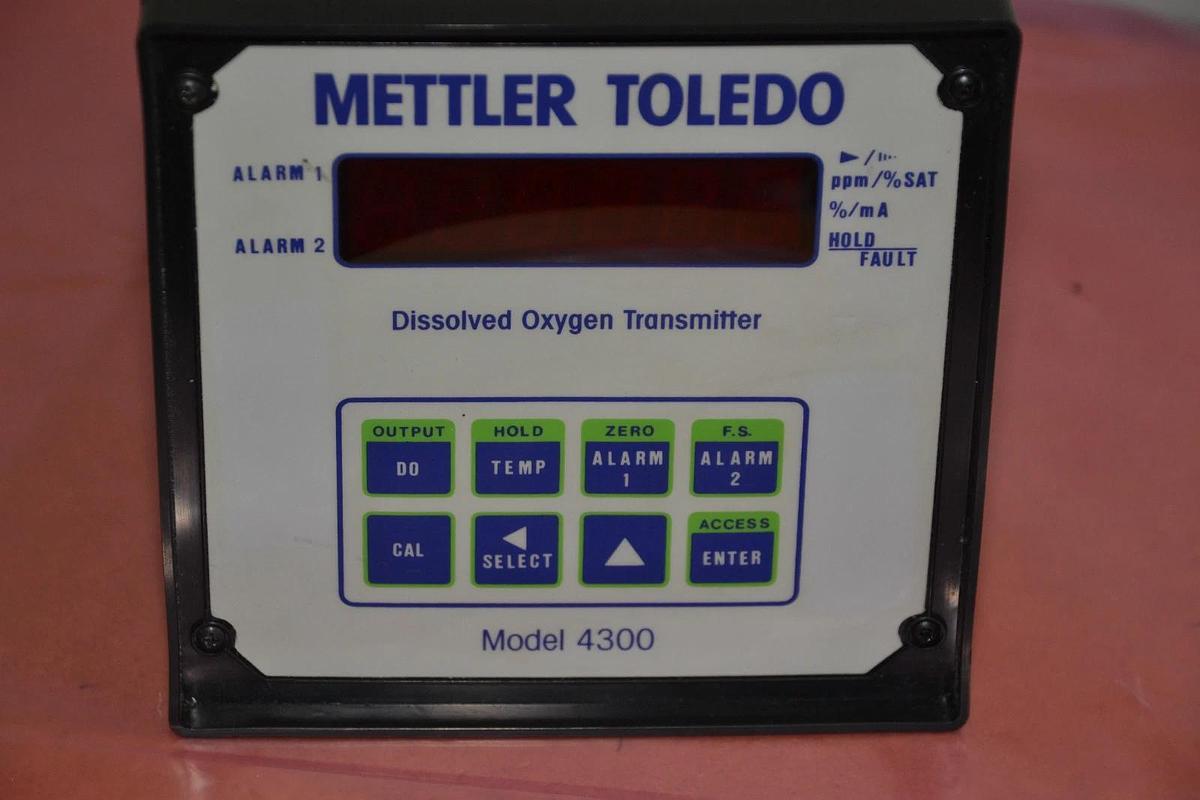 METTLER TOLEDO
ALARM 1
ALARM 2
ppm/%SAT
%/mA
HOLD
FAULT
Dissolved Oxygen Transmitter
OUTPUT
DO
HOLD
TEMP
ZERO
ALARM
1
F.S.
ALARM
2
CAL
SELECT
ACCESS
ENTER
Model 4300